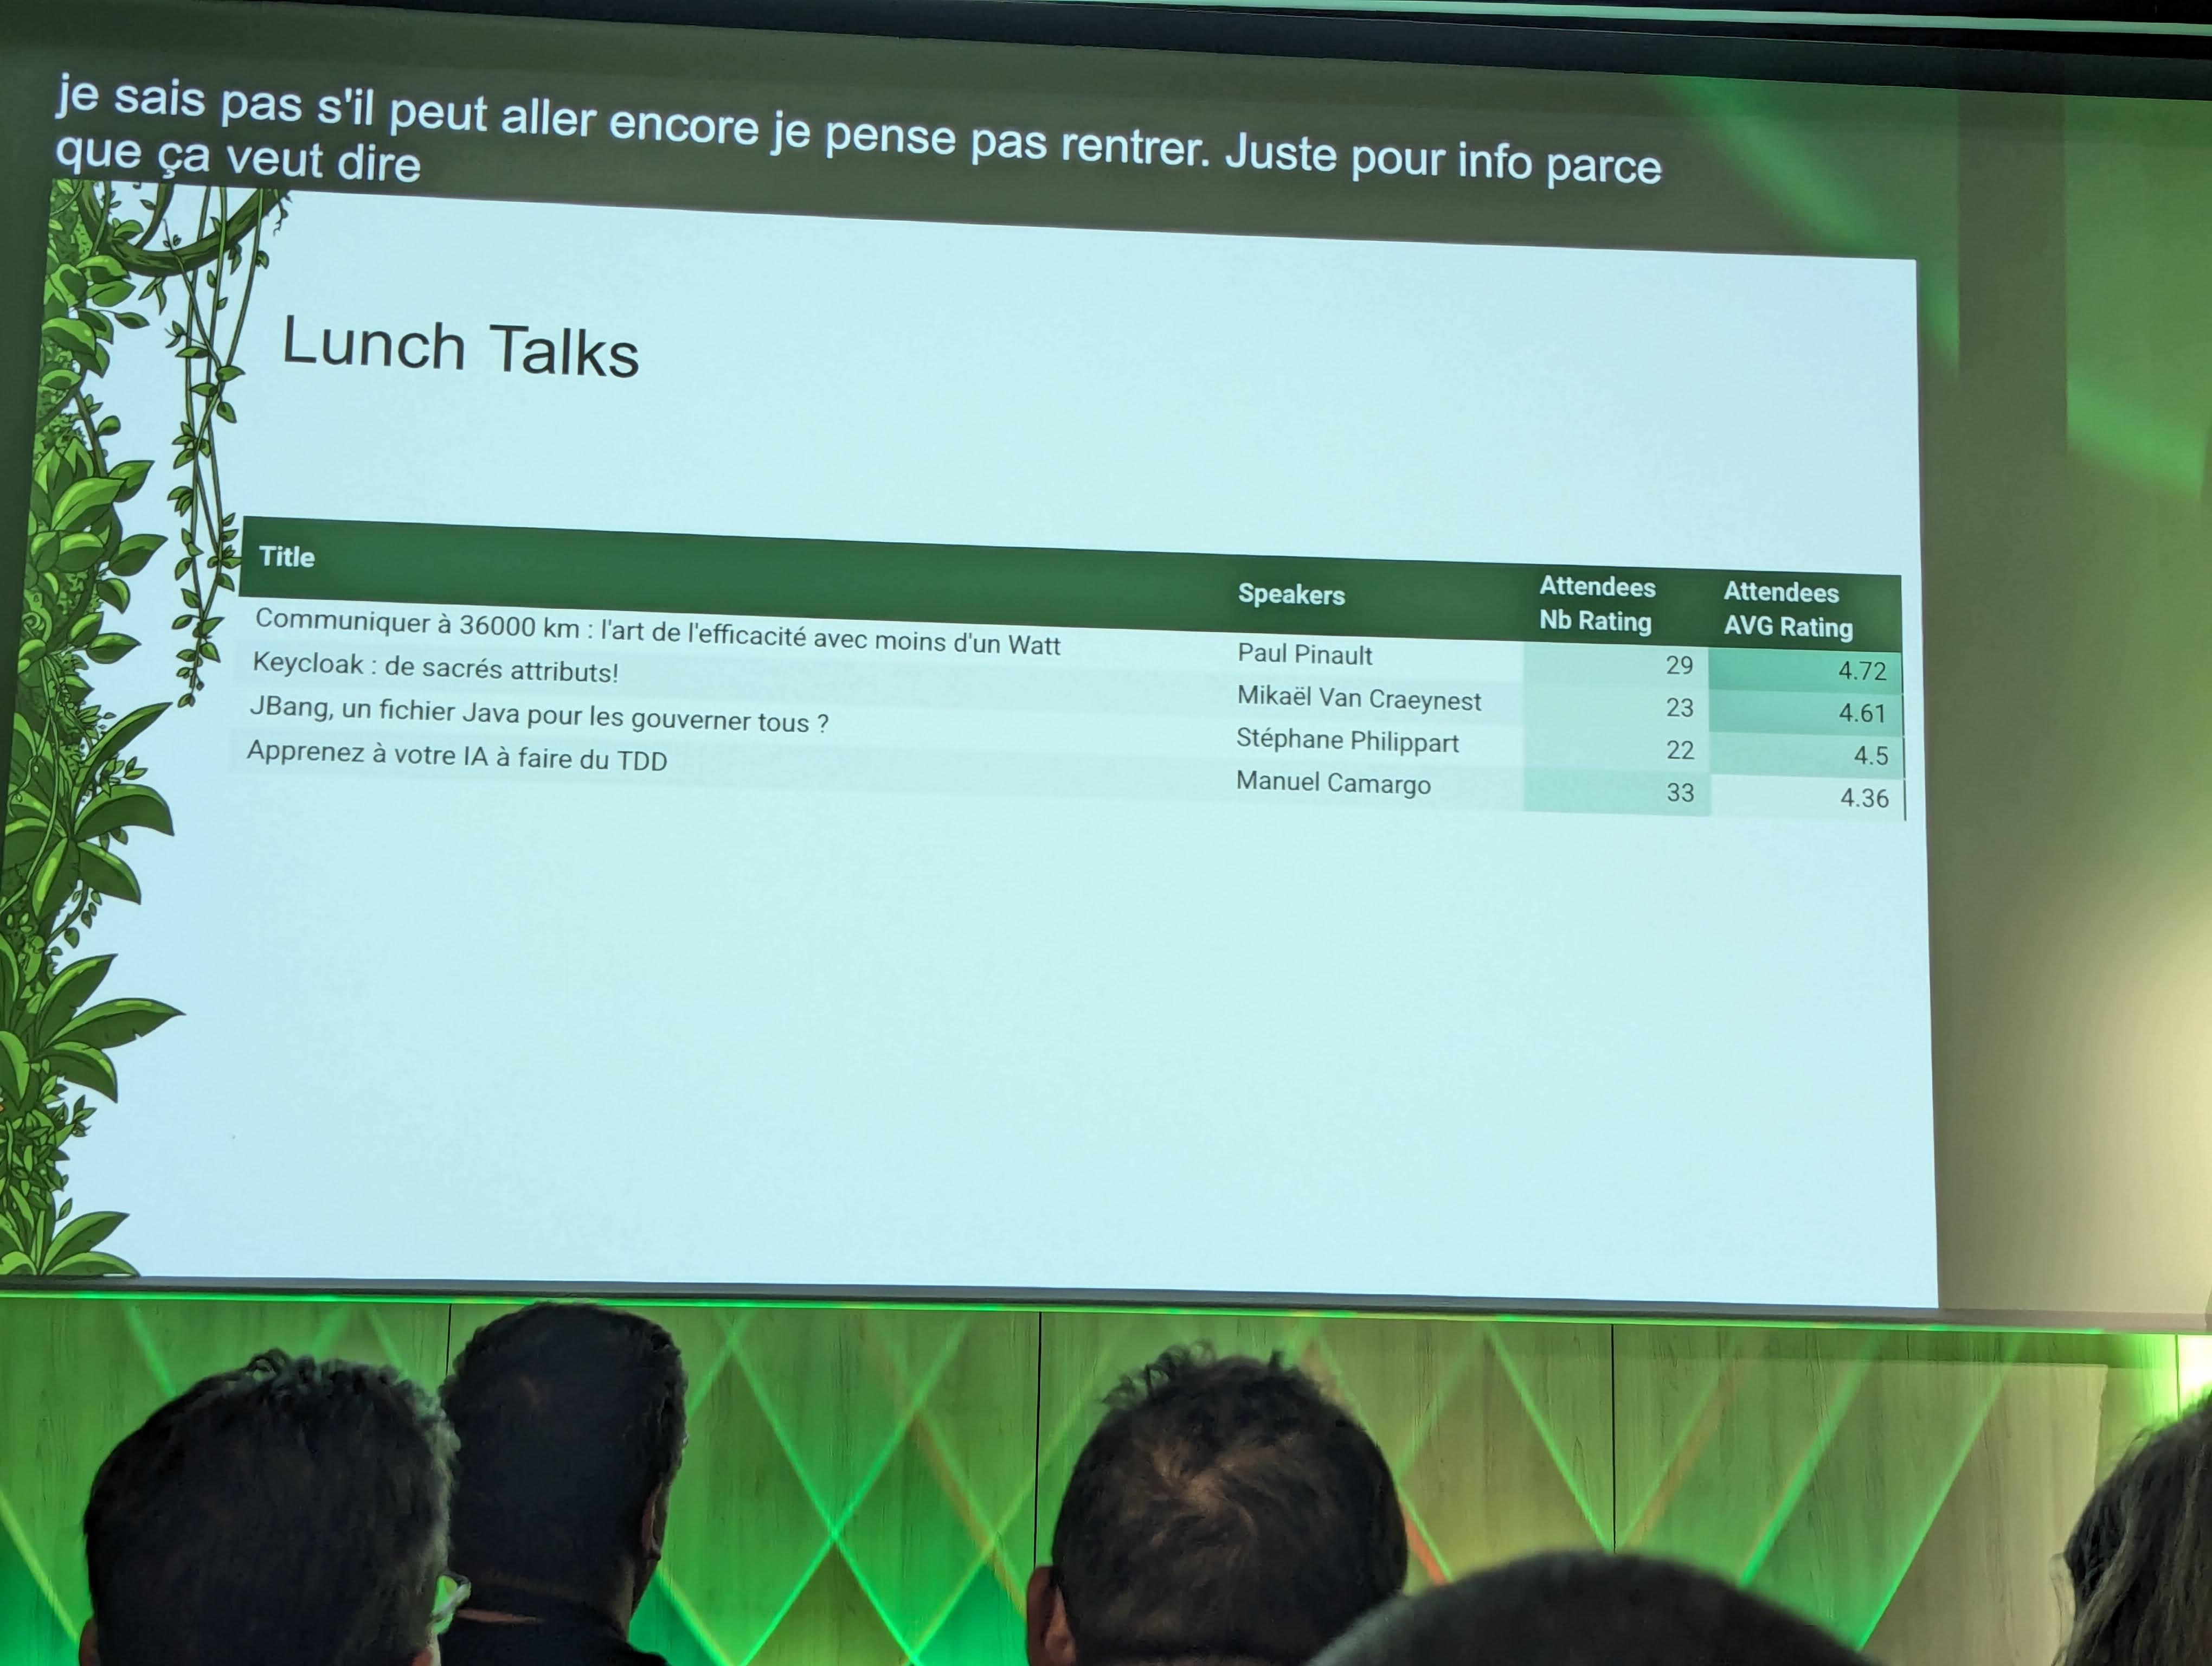 je sais pas s'il peut aller encore je pense pas rentrer. Juste pour info parce
que ça veut dire
Lunch Talks
Title Speakers Attendees Nb Rating Attendees AVG Rating
Communiquer à 36000 km : l'art de l'efficacité avec moins d'un Watt Paul Pinault 29 4.72
Keycloak : de sacrés attributs! Mikaël Van Craeynest 23 4.61
JBang, un fichier Java pour les gouverner tous ? Stéphane Philippart 22 4.5
Apprenez à votre IA à faire du TDD Manuel Camargo 33 4.36